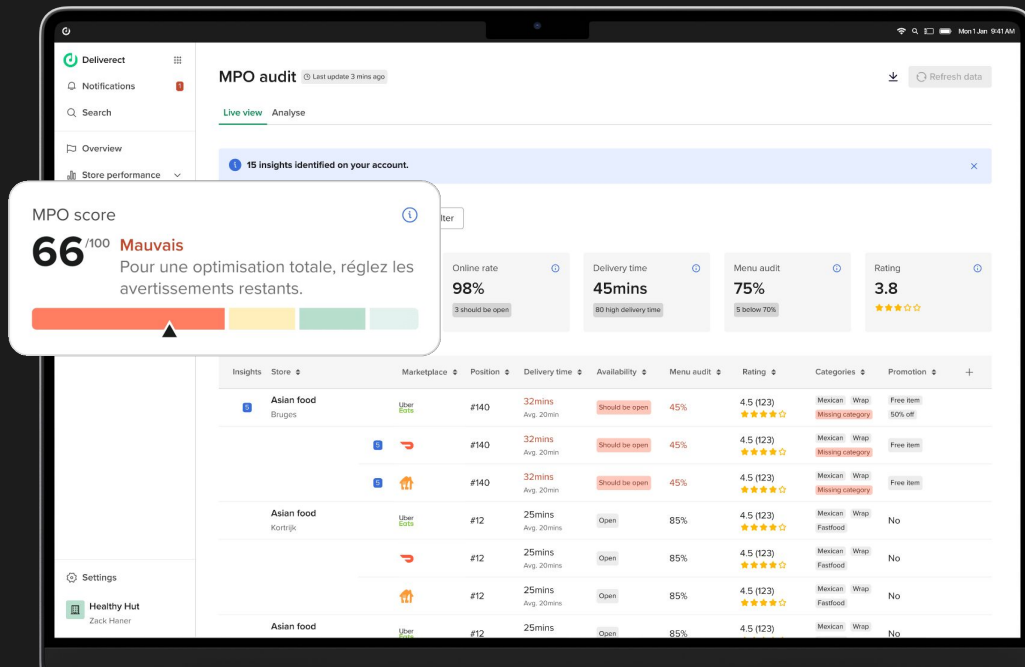 Mon 1 Jan 9:41 AM
Deliverect
Notifications
1
Search
Overview
Store performance
MPO audit
Last update 3 mins ago
Refresh data
Live view Analyse
15 insights identified on your account.
MPO score
66/100 Mauvais
Pour une optimisation totale, réglez les
avertissements restants.
lter
Online rate
98%
3 should be open
Delivery time
45mins
80 high delivery time
Menu audit
75%
5 below 70%
Rating
3.8
Insights Store Marketplace Position Delivery time Availability Menu audit Rating Categories Promotion
5 Asian food Uber Eats #140 32mins Should be open 45% 4.5 (123) Mexican Wrap Free item
Bruges Avg. 20min Missing category 50% off
5 #140 32mins Should be open 45% 4.5 (123) Mexican Wrap Free item
Avg. 20min Missing category
5 #140 32mins Should be open 45% 4.5 (123) Mexican Wrap Free item
Avg. 20min Missing category
Asian food Uber Eats #12 25mins Open 85% 4.5 (123) Mexican Wrap No
Kortrijk Avg. 20mins Fastfood
#12 25mins Open 85% 4.5 (123) Mexican Wrap No
Avg. 20mins Fastfood
#12 25mins Open 85% 4.5 (123) Mexican Wrap No
Avg. 20mins Fastfood
Asian food Uber Eats #12 25mins Open 85% 4.5 (123) Mexican Wrap No
Settings
Healthy Hut
Zack Haner